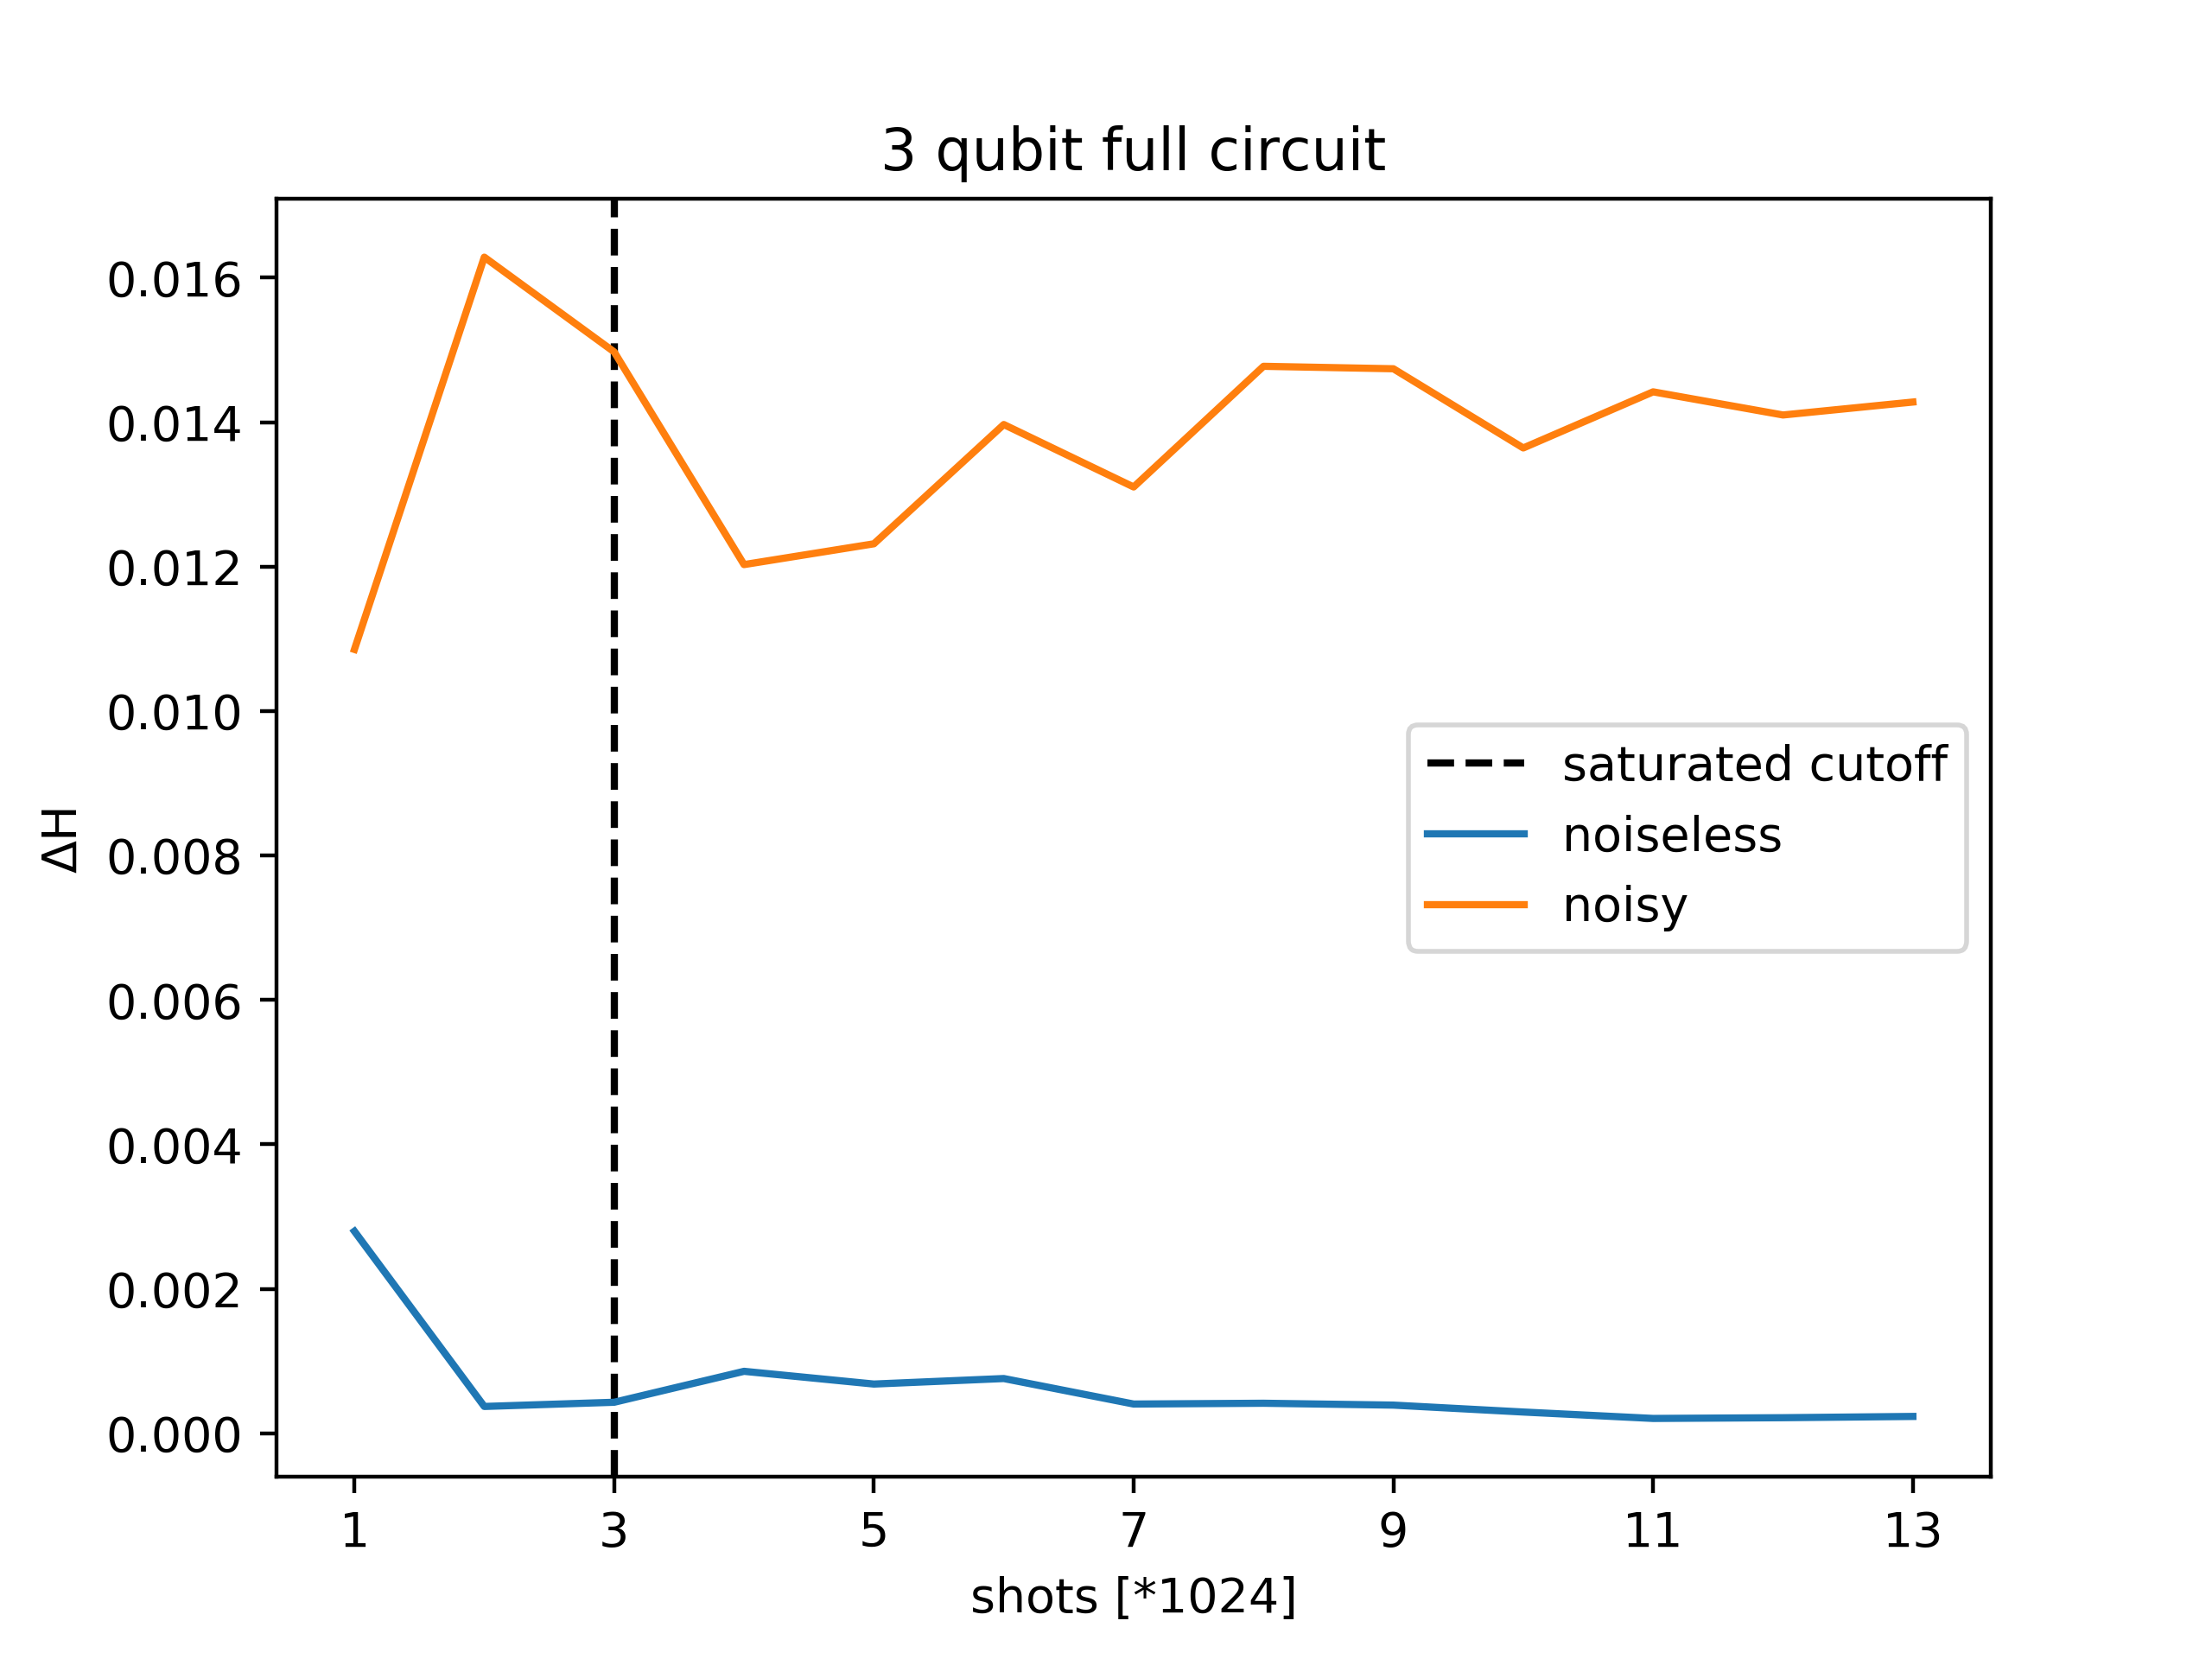 3 qubit full circuit
0.016
0.014
0.012
0.010
0.008
0.006
0.004
0.002
0.000
ΔH
saturated cutoff
noiseless
noisy
1 3 5 7 9 11 13
shots [*1024]